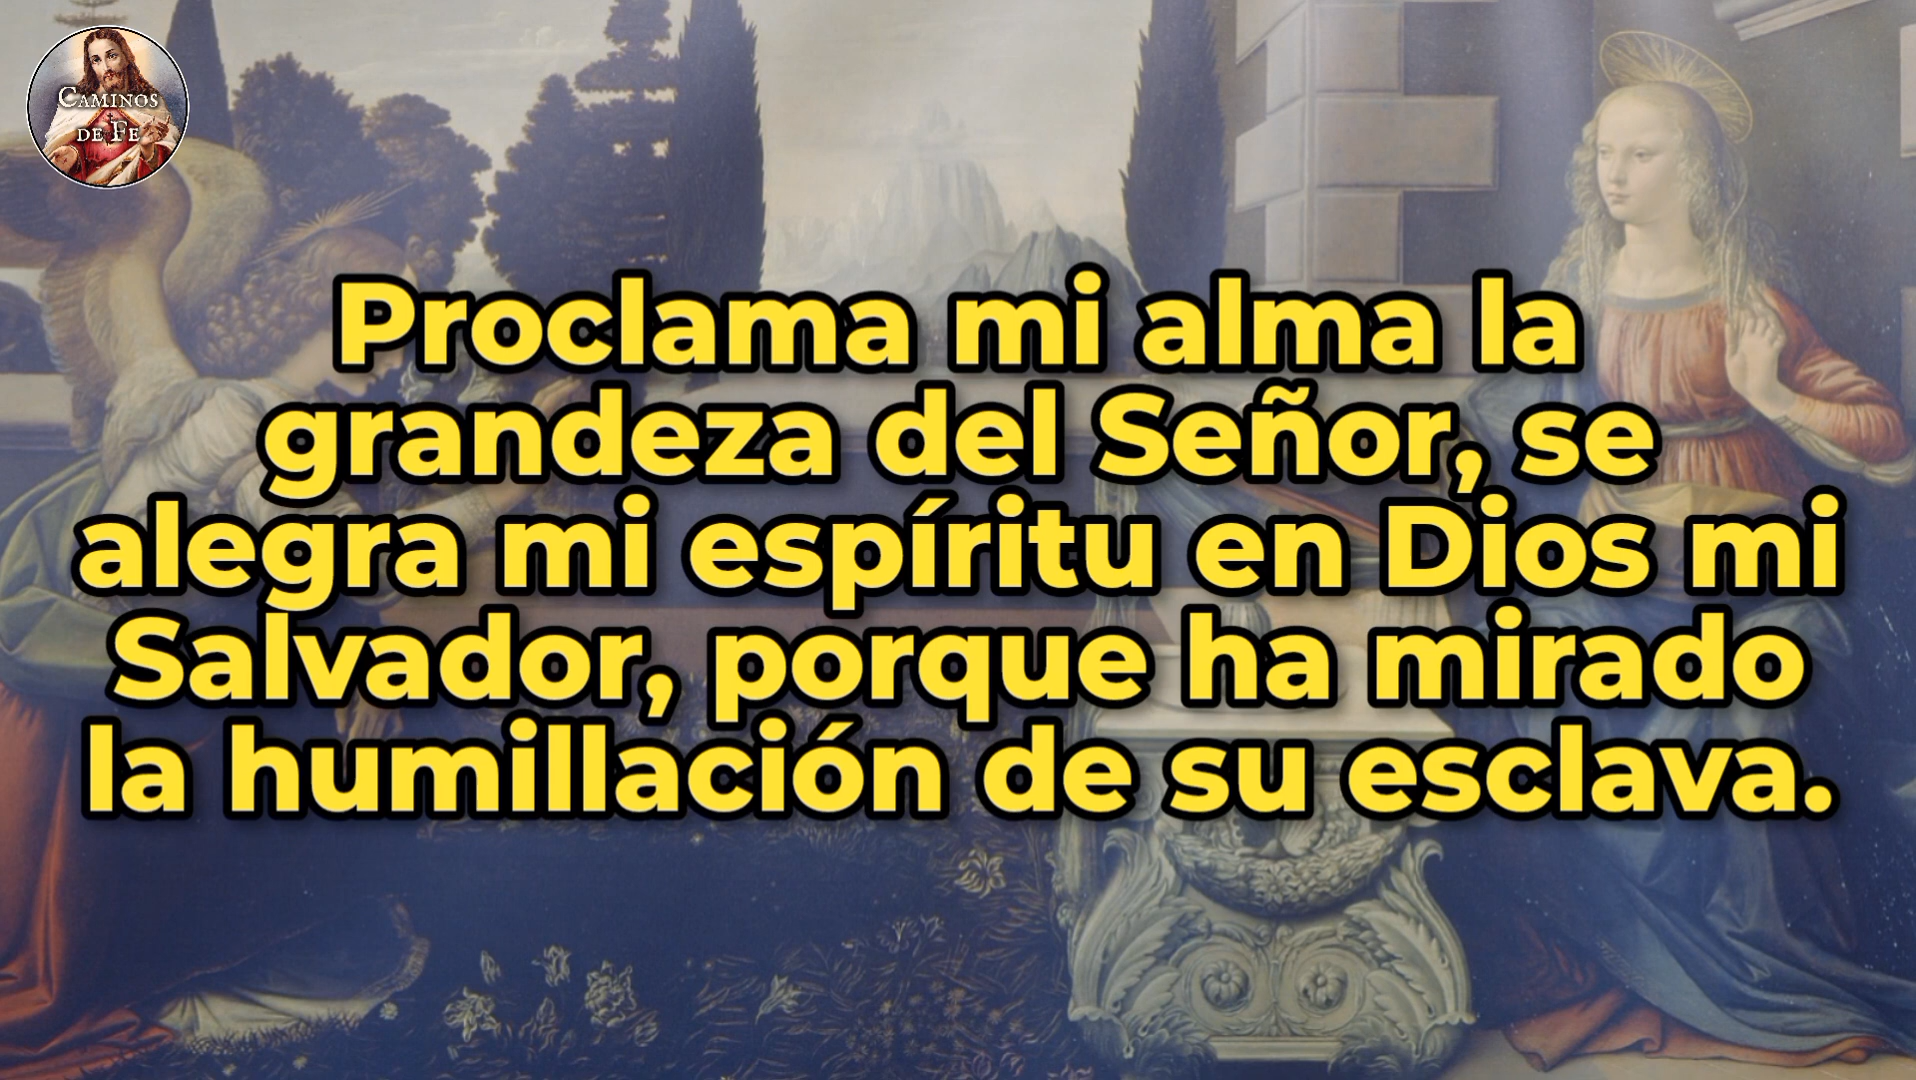 CAMINOS
DE FE
Proclama mi alma la
grandeza del Señor, se
alegra mi espíritu en Dios mi
Salvador, porque ha mirado
la humillación de su esclava.